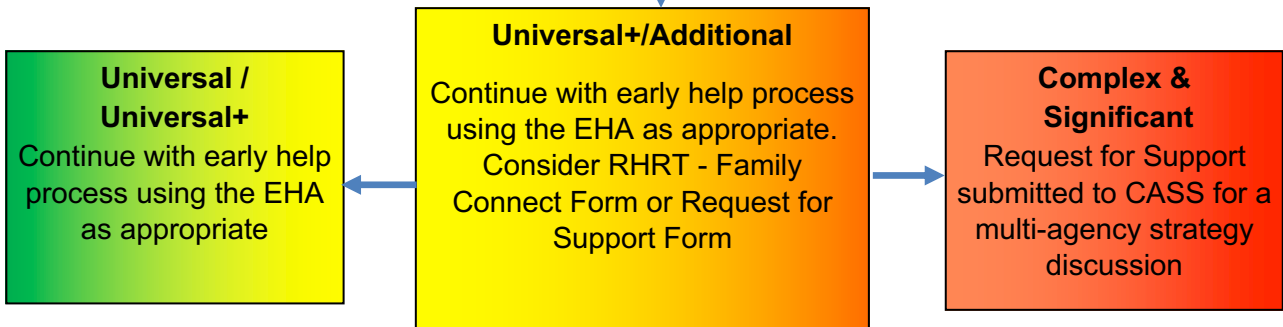 Universal /
Universal+
Continue with early help
process using the EHA
as appropriate
Universal+/Additional
Continue with early help process
using the EHA as appropriate.
Consider RHRT - Family
Connect Form or Request for
Support Form
Complex &
Significant
Request for Support
submitted to CASS for a
multi-agency strategy
discussion